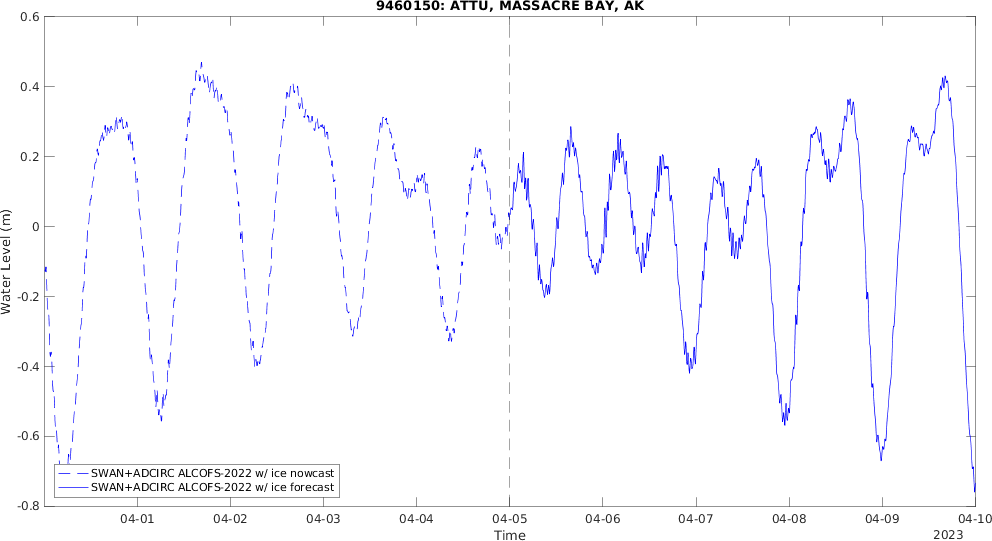 9460150: ATTU, MASSACRE BAY, AK
0.6
0.4
0.2
0
-0.2
-0.4
-0.6
-0.8
Water Level (m)
SWAN+ADCIRC ALCOFS-2022 w/ ice nowcast
SWAN+ADCIRC ALCOFS-2022 w/ ice forecast
04-01 04-02 04-03 04-04 04-05 04-06 04-07 04-08 04-09 04-10
Time
2023